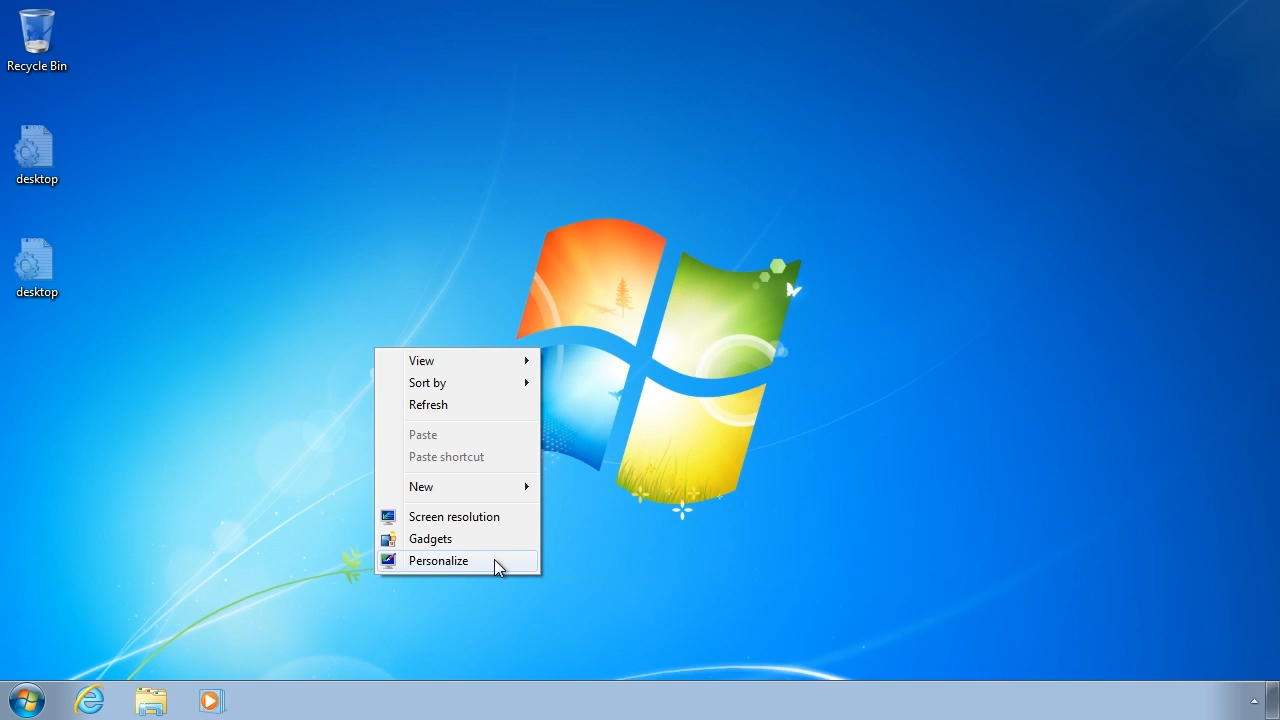 Recycle Bin
desktop
desktop
View
Sort by
Refresh
Paste
Paste shortcut
New
Screen resolution
Gadgets
Personalize